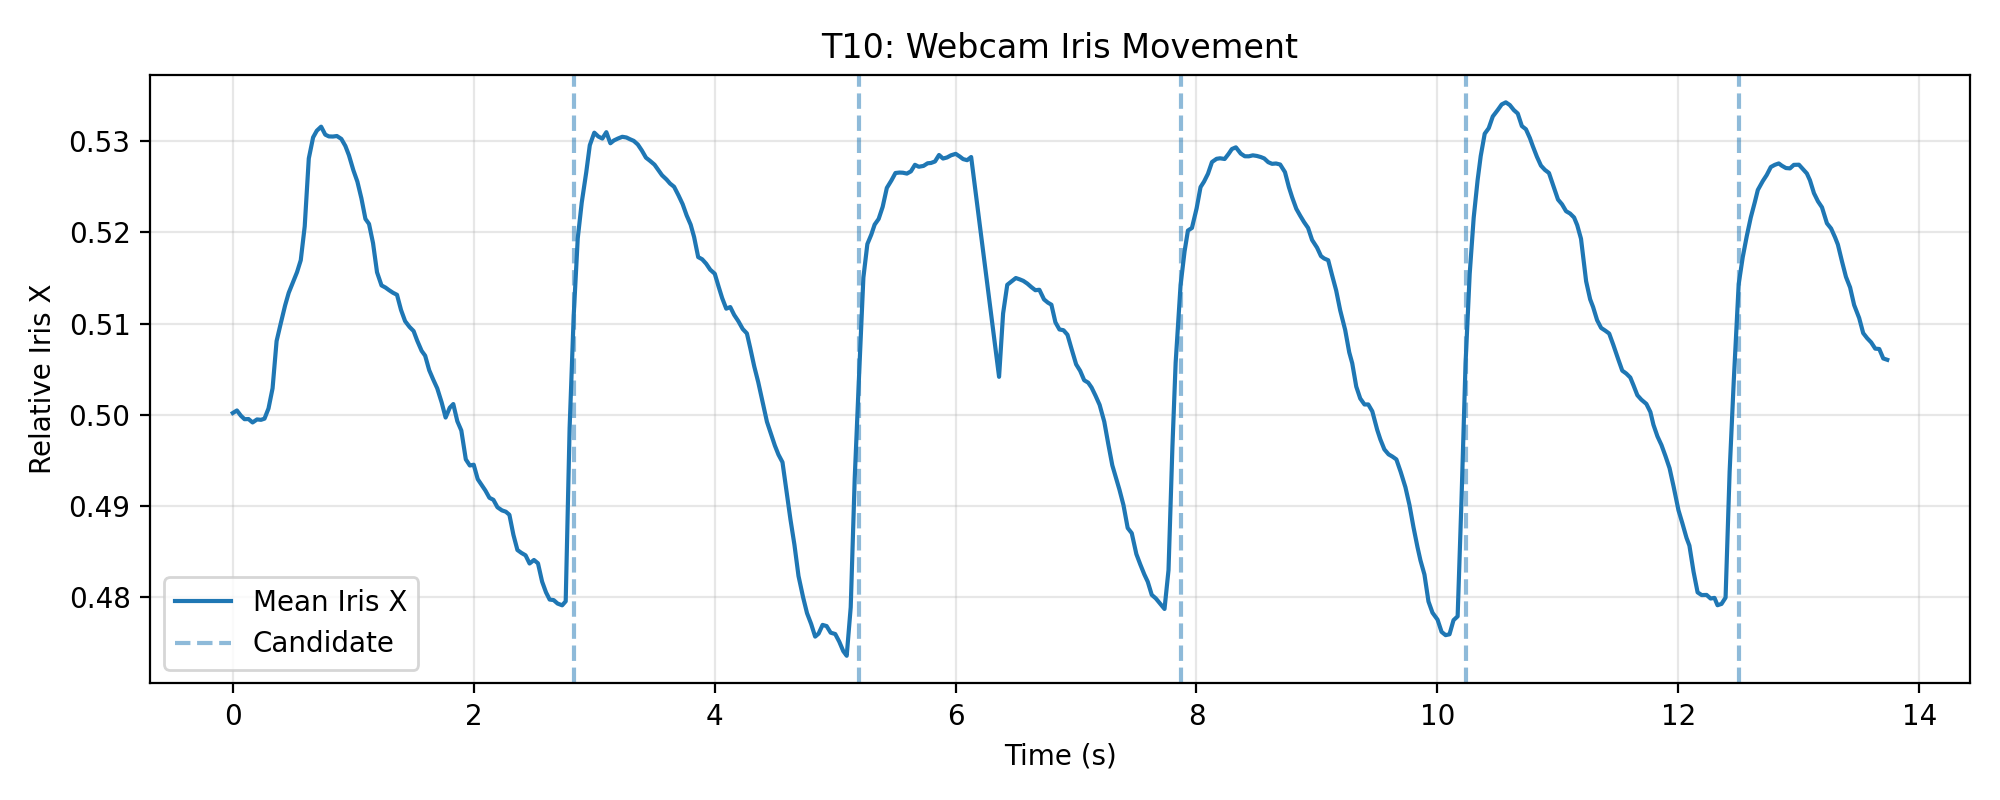 T10: Webcam Iris Movement
Relative Iris X
0.53
0.52
0.51
0.50
0.49
0.48
Mean Iris X
Candidate
0 2 4 6 8 10 12 14
Time (s)